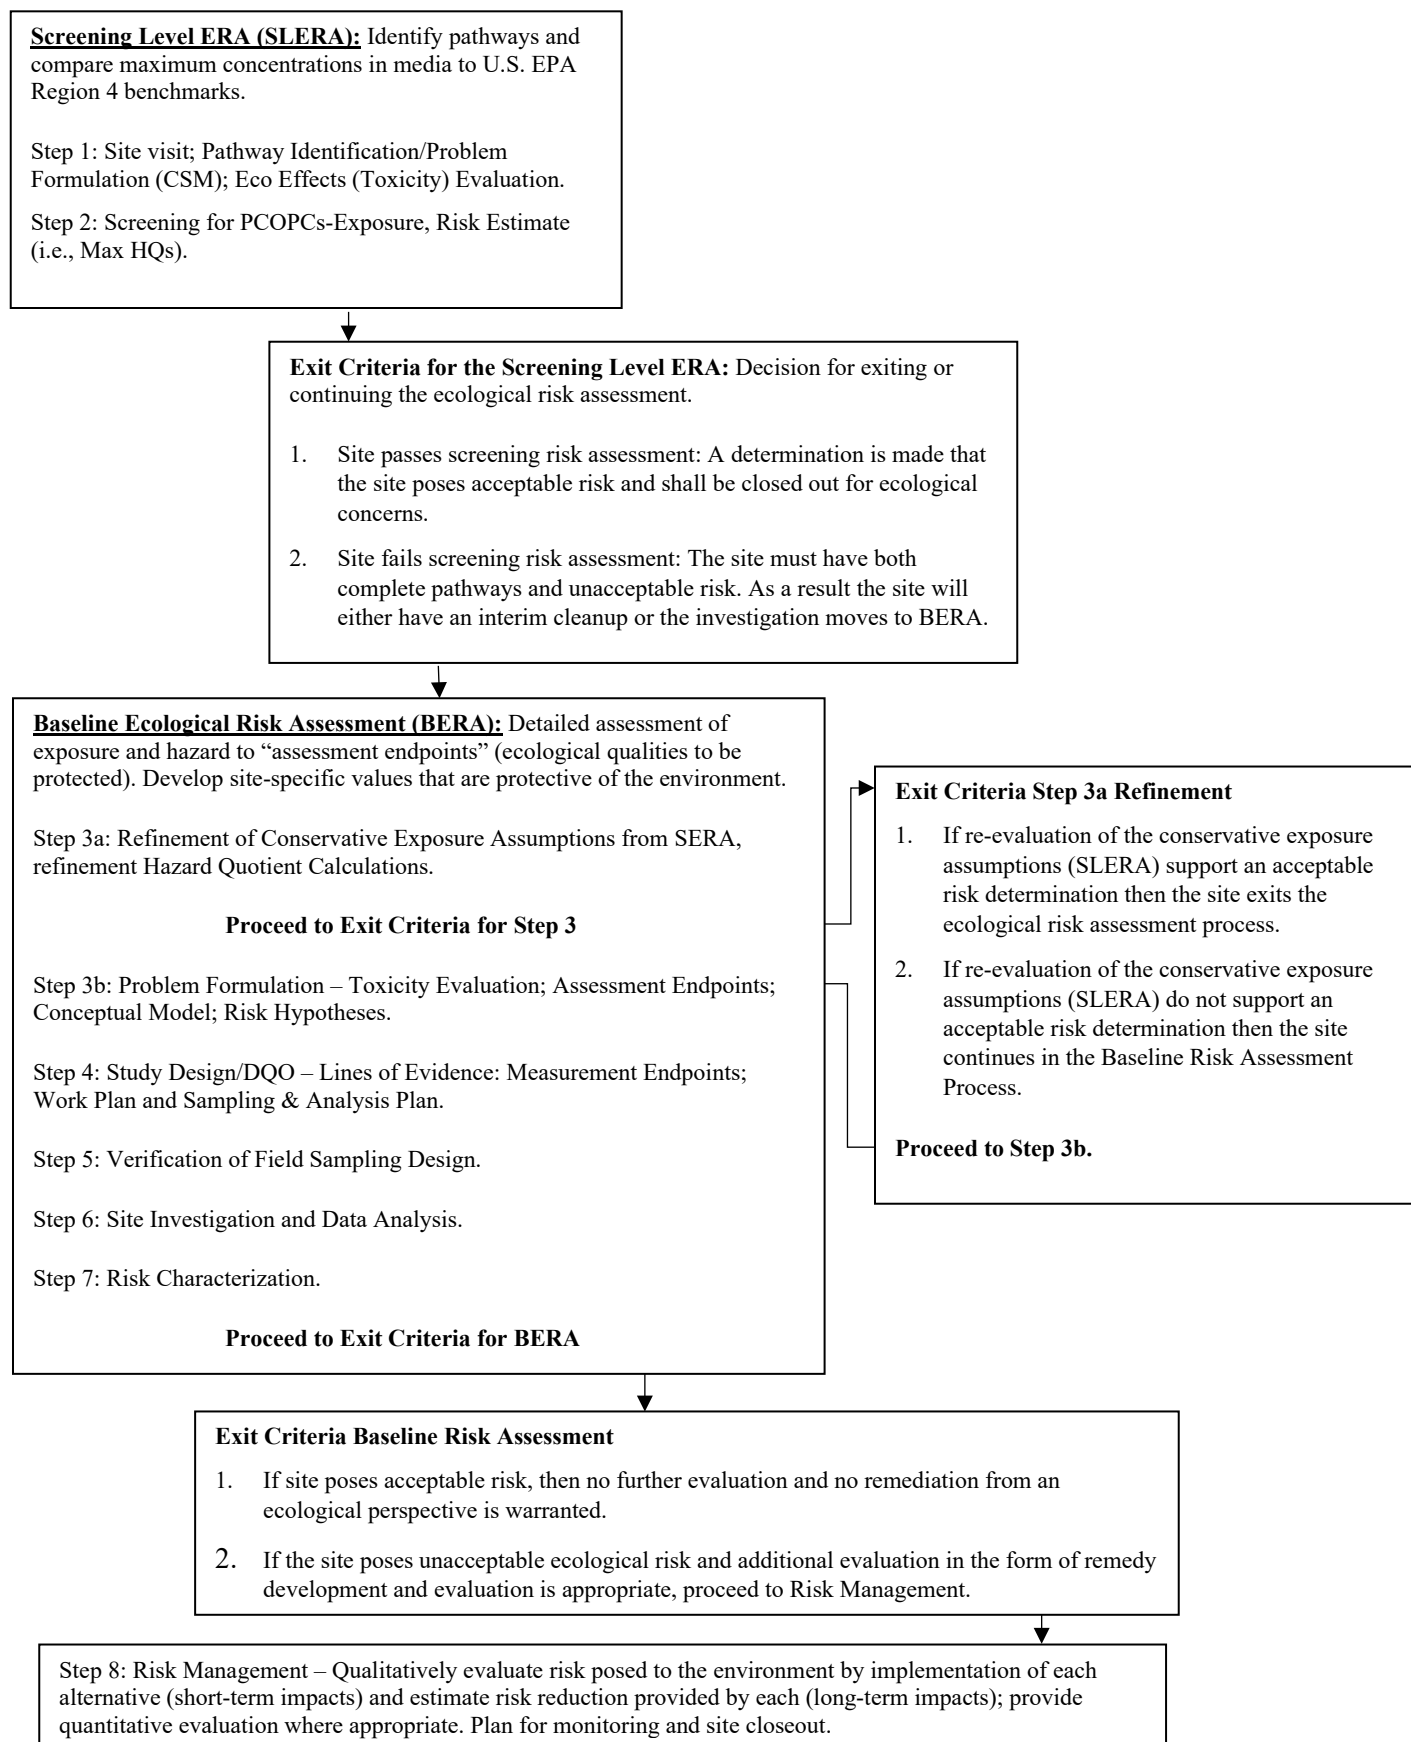 Screening Level ERA (SLERA): Identify pathways and
compare maximum concentrations in media to U.S. EPA
Region 4 benchmarks.
Step 1: Site visit; Pathway Identification/Problem
Formulation (CSM); Eco Effects (Toxicity) Evaluation.
Step 2: Screening for PCOPCs-Exposure, Risk Estimate
(i.e., Max HQs).
Exit Criteria for the Screening Level ERA: Decision for exiting or
continuing the ecological risk assessment.
1. Site passes screening risk assessment: A determination is made that
the site poses acceptable risk and shall be closed out for ecological
concerns.
2. Site fails screening risk assessment: The site must have both
complete pathways and unacceptable risk. As a result the site will
either have an interim cleanup or the investigation moves to BERA.
Baseline Ecological Risk Assessment (BERA): Detailed assessment of
exposure and hazard to “assessment endpoints” (ecological qualities to be
protected). Develop site-specific values that are protective of the environment.
Step 3a: Refinement of Conservative Exposure Assumptions from SERA,
refinement Hazard Quotient Calculations.
Proceed to Exit Criteria for Step 3
Step 3b: Problem Formulation – Toxicity Evaluation; Assessment Endpoints;
Conceptual Model; Risk Hypotheses.
Step 4: Study Design/DQO – Lines of Evidence: Measurement Endpoints;
Work Plan and Sampling & Analysis Plan.
Step 5: Verification of Field Sampling Design.
Step 6: Site Investigation and Data Analysis.
Step 7: Risk Characterization.
Proceed to Exit Criteria for BERA
Exit Criteria Step 3a Refinement
1. If re-evaluation of the conservative exposure
assumptions (SLERA) support an acceptable
risk determination then the site exits the
ecological risk assessment process.
2. If re-evaluation of the conservative exposure
assumptions (SLERA) do not support an
acceptable risk determination then the site
continues in the Baseline Risk Assessment
Process.
Proceed to Step 3b.
Exit Criteria Baseline Risk Assessment
1. If site poses acceptable risk, then no further evaluation and no remediation from an
ecological perspective is warranted.
2. If the site poses unacceptable ecological risk and additional evaluation in the form of remedy
development and evaluation is appropriate, proceed to Risk Management.
Step 8: Risk Management – Qualitatively evaluate risk posed to the environment by implementation of each
alternative (short-term impacts) and estimate risk reduction provided by each (long-term impacts); provide
quantitative evaluation where appropriate. Plan for monitoring and site closeout.